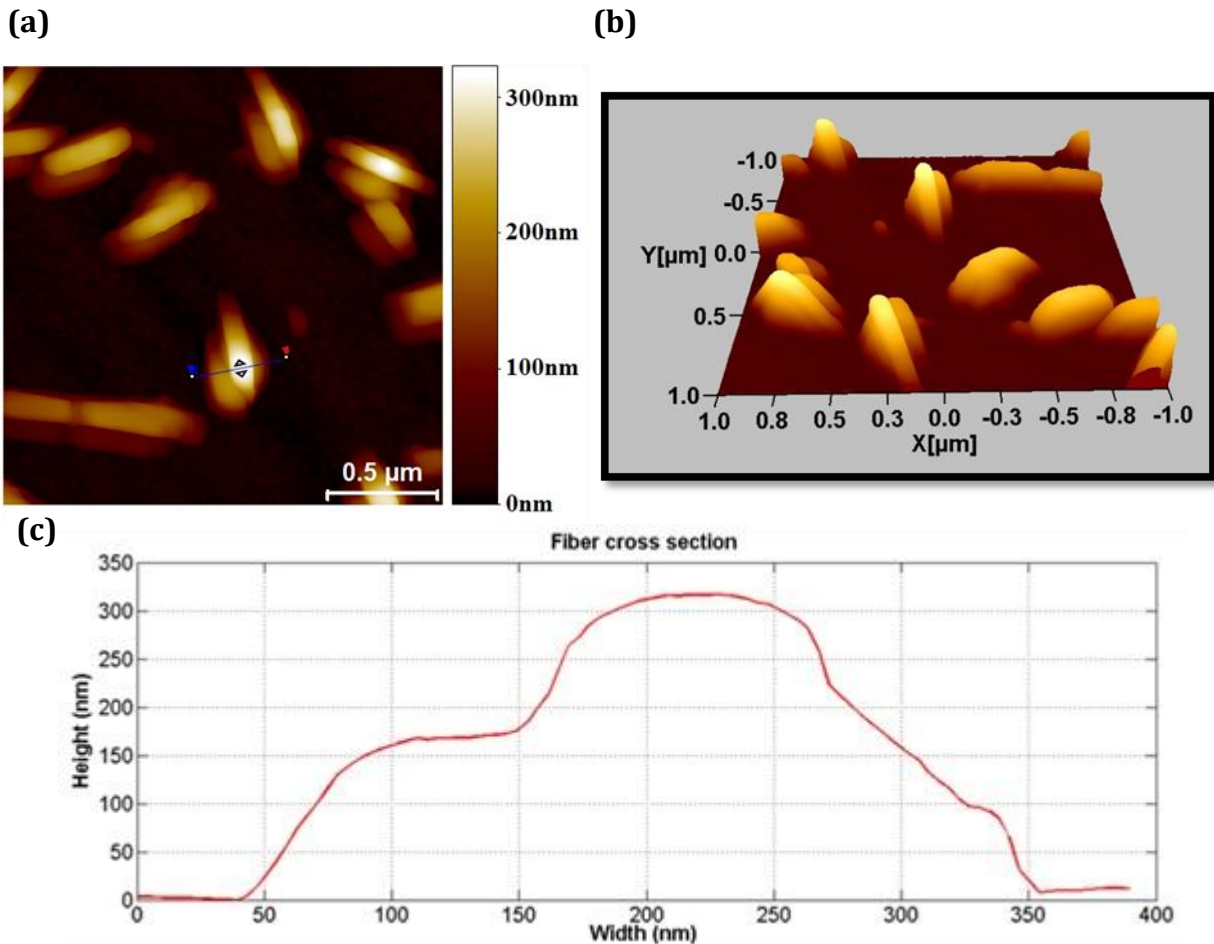 (a)
300nm
200nm
100nm
0nm
0.5 µm
(b)
-1.0
-0.5
Y[µm] 0.0
0.5
1.0
1.0 0.8 0.5 0.3 0.0 -0.3 -0.5 -0.8 -1.0
X[µm]
(c)
Fiber cross section
350
300
250
200
150
100
50
0
Height (nm)
0 50 100 150 200 250 300 350 400
Width (nm)